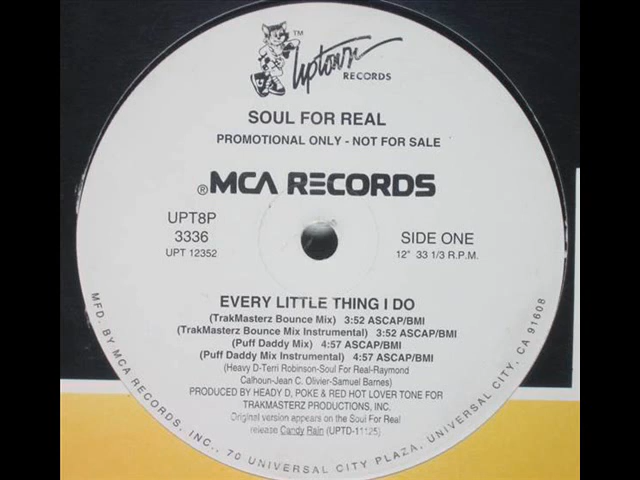 ™
Uptown
RECORDS
SOUL FOR REAL
PROMOTIONAL ONLY - NOT FOR SALE
®MCA RECORDS
UPT8P
3336
UPT 12352
SIDE ONE
12" 33 1/3 R.P.M.
EVERY LITTLE THING I DO
(TrakMasterz Bounce Mix) 3:52 ASCAP/BMI
(TrakMasterz Bounce Mix Instrumental) 3:52 ASCAP/BMI
(Puff Daddy Mix) 4:57 ASCAP/BMI
(Puff Daddy Mix Instrumental) 4:57 ASCAP/BMI
(Heavy D-Terri Robinson-Soul For Real-Raymond
Calhoun-Jean C. Olivier-Samuel Barnes)
PRODUCED BY HEADY D, POKE & RED HOT LOVER TONE FOR
TRAKMASTERZ PRODUCTIONS, INC.
Original version appears on the Soul For Real
release Candy Rain (UPTD-11125)
MFD. BY MCA RECORDS, INC., 70 UNIVERSAL CITY PLAZA, UNIVERSAL CITY, CA 91608